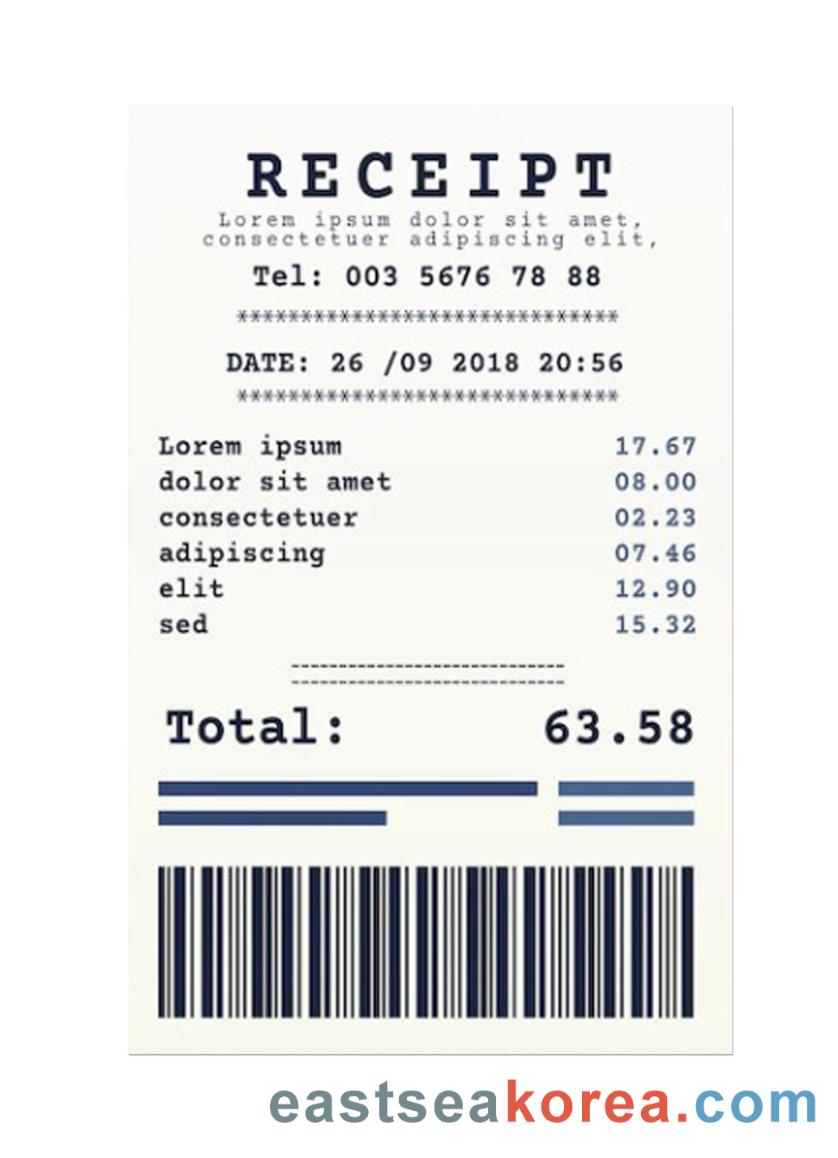 RECEIPT
Lorem ipsum dolor sit amet,
consectetuer adipiscing elit,
Tel: 003 5676 78 88
*******************************
DATE: 26 /09 2018 20:56
*******************************
Lorem ipsum 17.67
dolor sit amet 08.00
consectetuer 02.23
adipiscing 07.46
elit 12.90
sed 15.32
-----------------------------
-----------------------------
Total: 63.58
eastseakorea.com